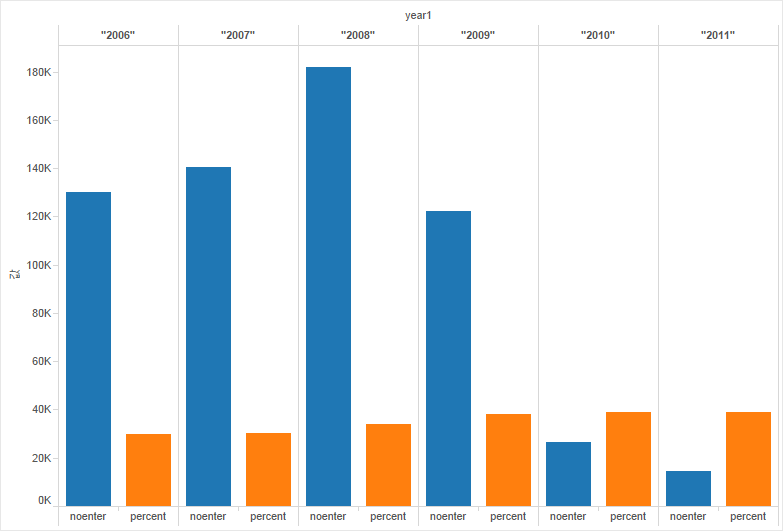 year1
"2006" "2007" "2008" "2009" "2010" "2011"
180K
160K
140K
120K
100K
80K
60K
40K
20K
0K
값
noenter percent noenter percent noenter percent noenter percent noenter percent noenter percent